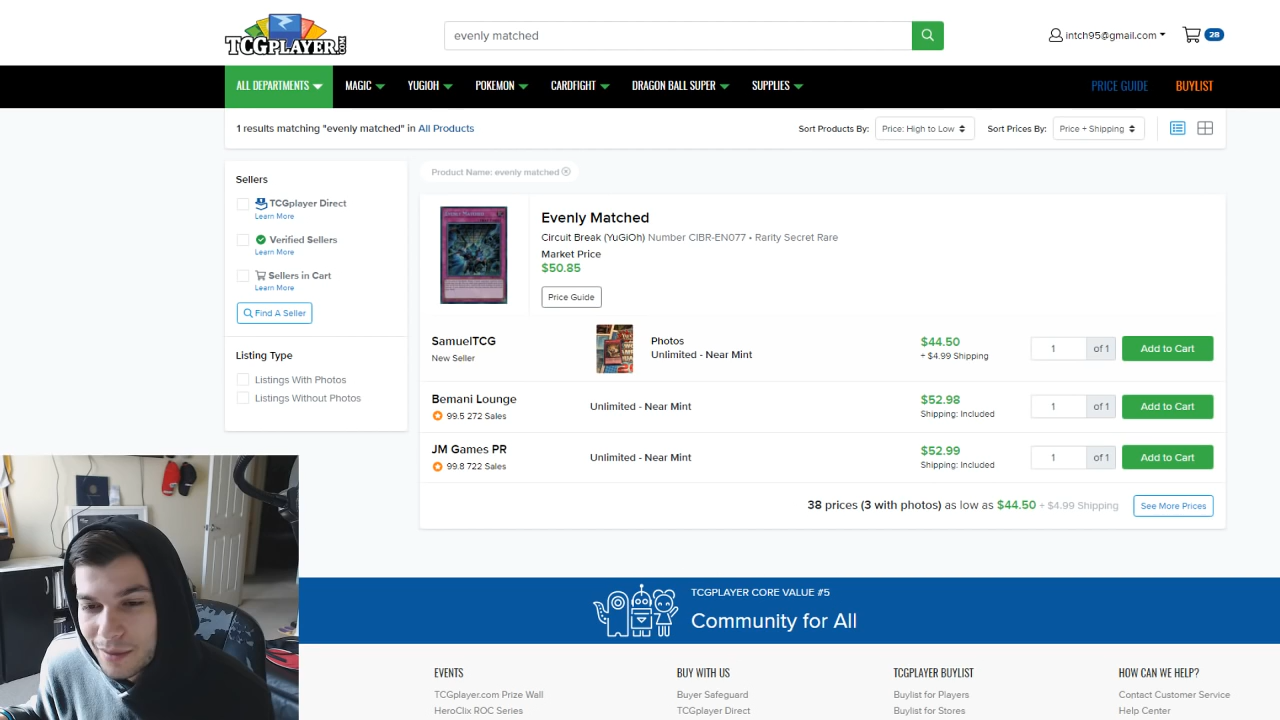 TCGPLAYER.COM
evenly matched
intch95@gmail.com
28
ALL DEPARTMENTS
MAGIC
YUGIOH
POKEMON
CARDFIGHT
DRAGON BALL SUPER
SUPPLIES
PRICE GUIDE
BUYLIST
1 results matching "evenly matched" in All Products
Sort Products By:
Price: High to Low
Sort Prices By:
Price + Shipping
Sellers
TCGplayer Direct
Learn More
Verified Sellers
Learn More
Sellers in Cart
Learn More
Find A Seller
Listing Type
Listings With Photos
Listings Without Photos
Product Name: evenly matched
Evenly Matched
Circuit Break (YuGiOh) Number CIBR-EN077 • Rarity Secret Rare
Market Price
$50.85
Price Guide
SamuelTCG
New Seller
Photos
Unlimited - Near Mint
$44.50
+ $4.99 Shipping
1
of 1
Add to Cart
Bemani Lounge
99.5 272 Sales
Unlimited - Near Mint
$52.98
Shipping: Included
1
of 1
Add to Cart
JM Games PR
99.8 722 Sales
Unlimited - Near Mint
$52.99
Shipping: Included
1
of 1
Add to Cart
38 prices (3 with photos) as low as $44.50 + $4.99 Shipping
See More Prices
TCGPLAYER CORE VALUE #5
Community for All
EVENTS
TCGplayer.com Prize Wall
HeroClix ROC Series
BUY WITH US
Buyer Safeguard
TCGplayer Direct
TCGPLAYER BUYLIST
Buylist for Players
Buylist for Stores
HOW CAN WE HELP?
Contact Customer Service
Help Center